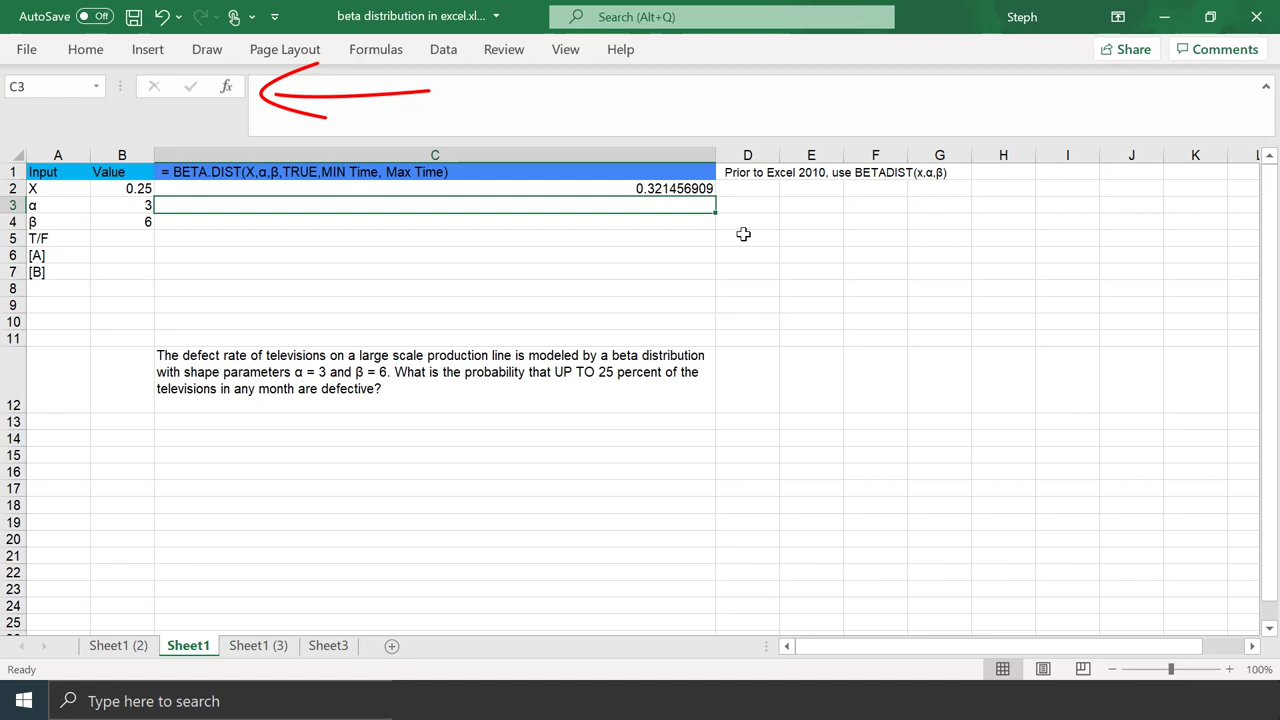 AutoSave Off beta distribution in excel.xl... Search (Alt+Q) Steph
File Home Insert Draw Page Layout Formulas Data Review View Help Share Comments
C3 fx
A B C D E F G H I J K L
1 Input Value = BETA.DIST(X,α,β,TRUE,MIN Time, Max Time) Prior to Excel 2010, use BETADIST(x,α,β)
2 X 0.25 0.321456909
3 α 3
4 β 6
5 T/F
6 [A]
7 [B]
8
9
10
11
The defect rate of televisions on a large scale production line is modeled by a beta distribution
with shape parameters α = 3 and β = 6. What is the probability that UP TO 25 percent of the
televisions in any month are defective?
12
13
14
15
16
17
18
19
20
21
22
23
24
25
Sheet1 (2) Sheet1 Sheet1 (3) Sheet3
Ready 100%
Type here to search